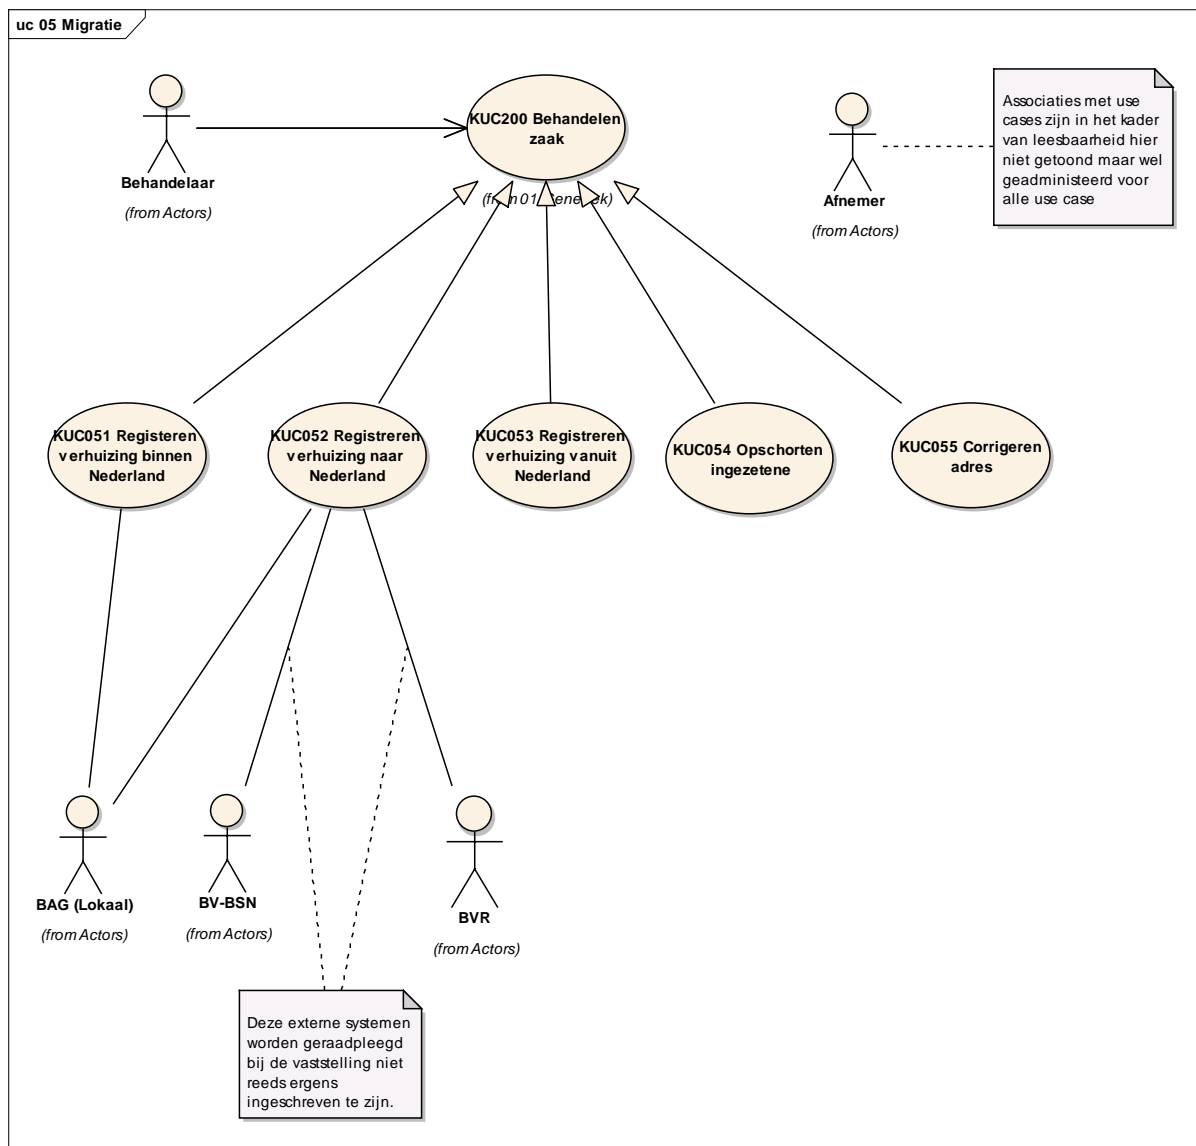 uc 05 Migratie
KUC200 Behandelen
zaak
Behandelaar
(from Actors)
Afnemer
(from Actors)
Associaties met use
cases zijn in het kader
van leesbaarheid hier
niet getoond maar wel
geadministeerd voor
alle use case
KUC051 Registeren
verhuizing binnen
Nederland
KUC052 Registreren
verhuizing naar
Nederland
KUC053 Registreren
verhuizing vanuit
Nederland
KUC054 Opschorten
ingezetene
KUC055 Corrigeren
adres
BAG (Lokaal)
(from Actors)
BV-BSN
(from Actors)
BVR
(from Actors)
Deze externe systemen
worden geraadpleegd
bij de vaststelling niet
reeds ergens
ingeschreven te zijn.